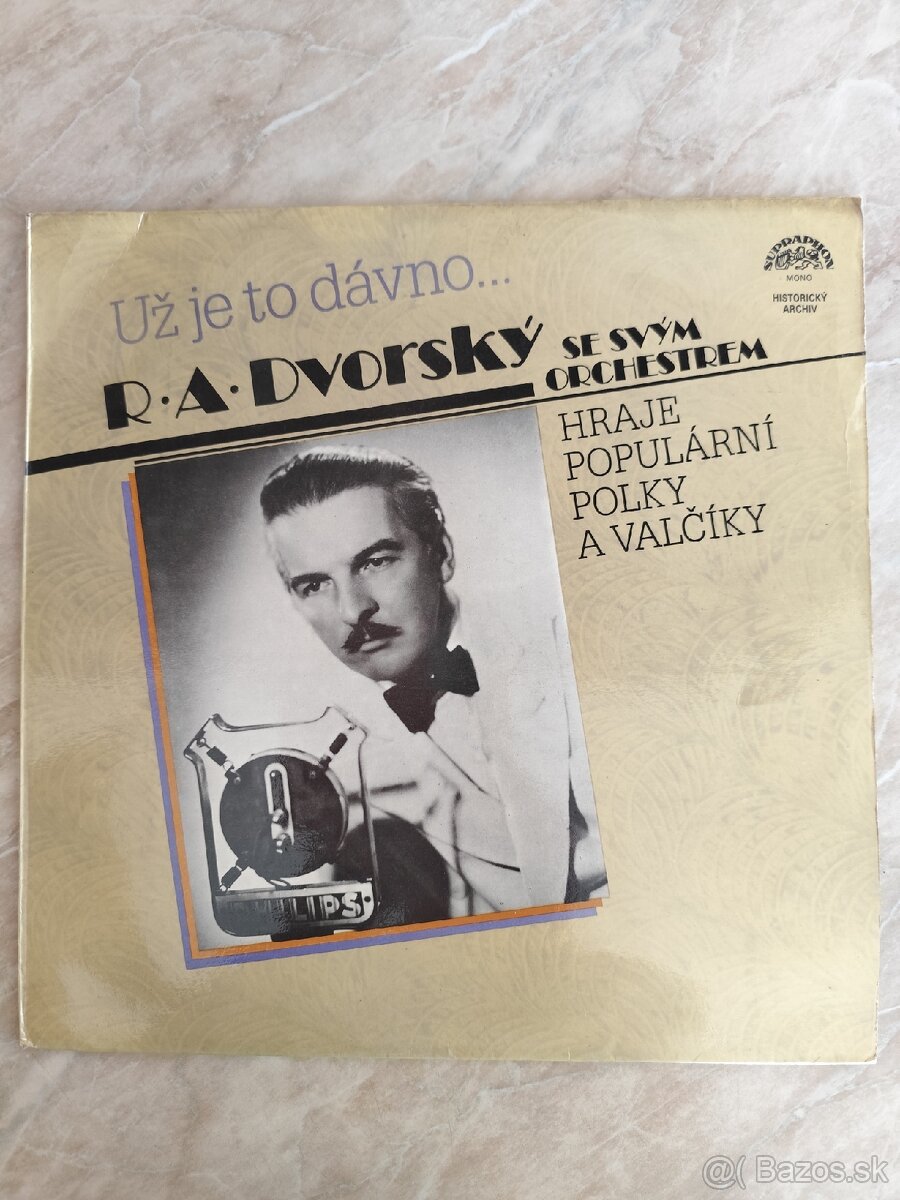 Už je to dávno...
SUPRAPHON
MONO
HISTORICKÝ
ARCHIV
R·A·Dvorský
SE SVÝM
ORCHESTREM
HRAJE
POPULÁRNÍ
POLKY
A VALČÍKY
PHILIPS
@( Bazos.sk